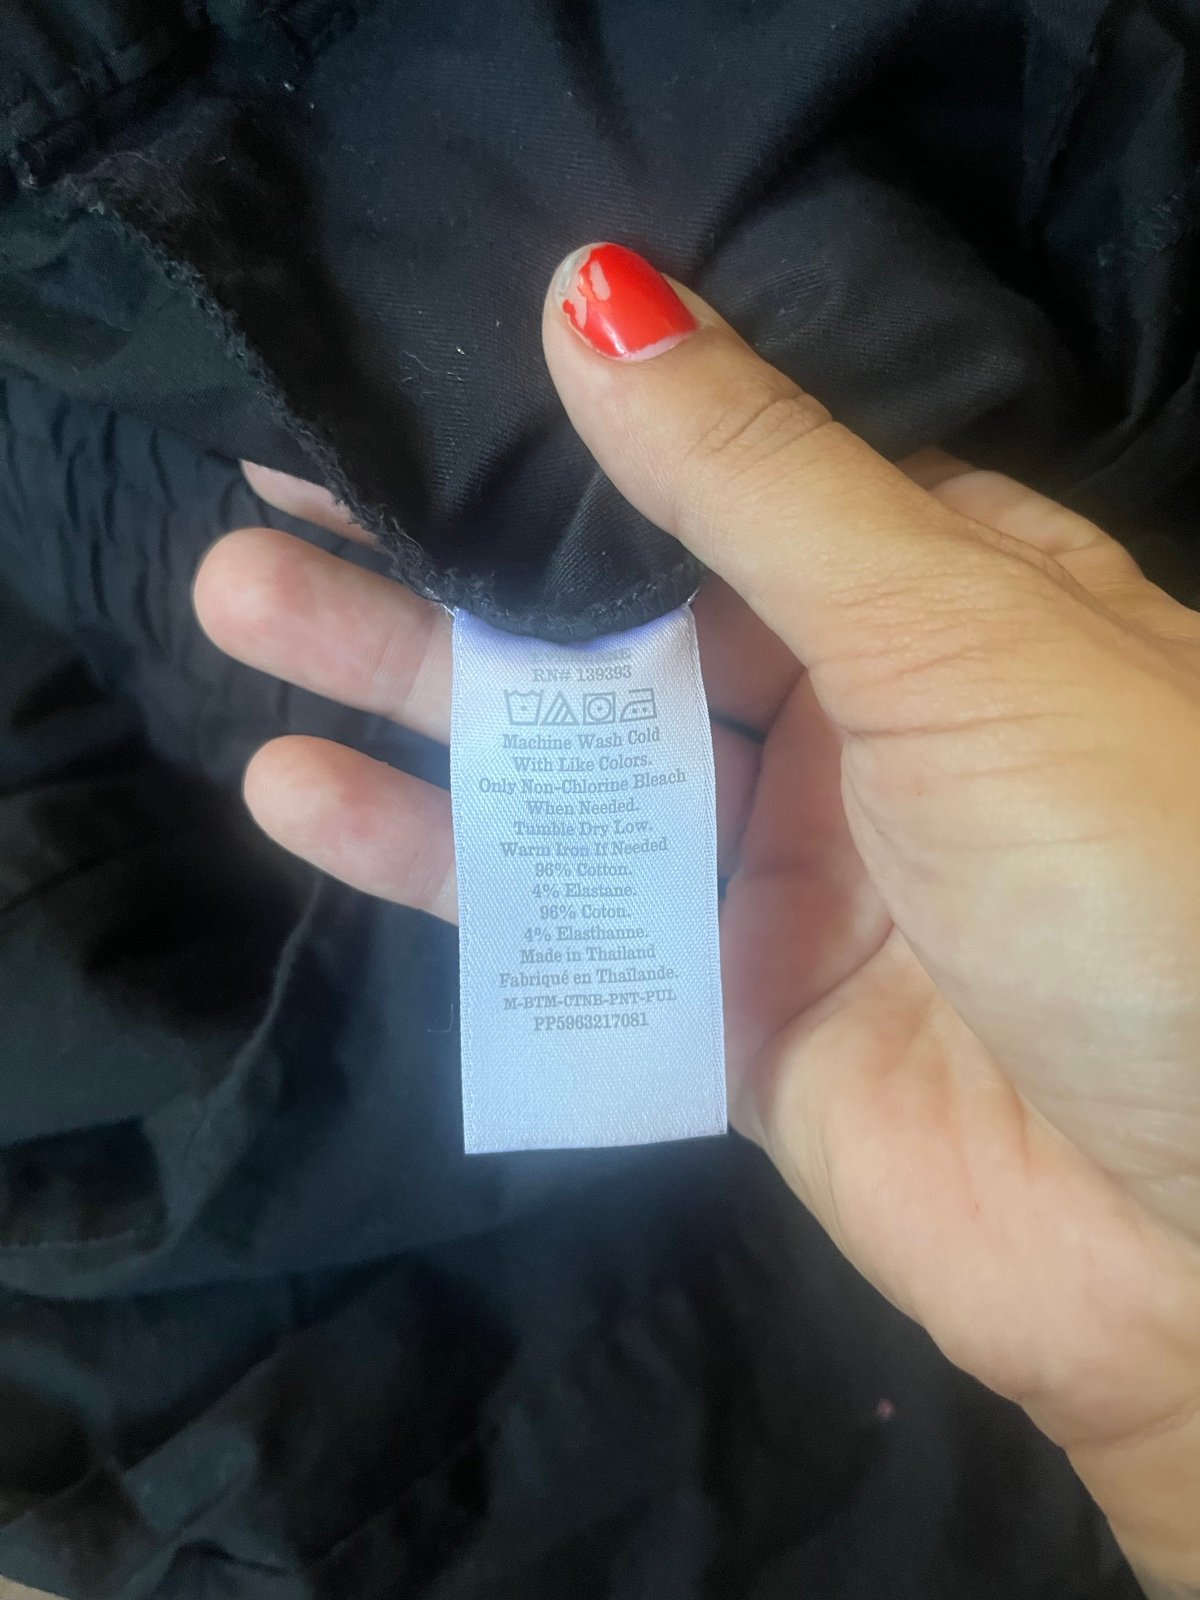 RN# 139393
Machine Wash Cold
With Like Colors.
Only Non-Chlorine Bleach
When Needed.
Tumble Dry Low.
Warm Iron If Needed
96% Cotton.
4% Elastane.
96% Coton.
4% Elasthanne.
Made in Thailand
Fabriqué en Thaïlande.
M-BTM-CTNB-PNT-PUL
PP5963217081